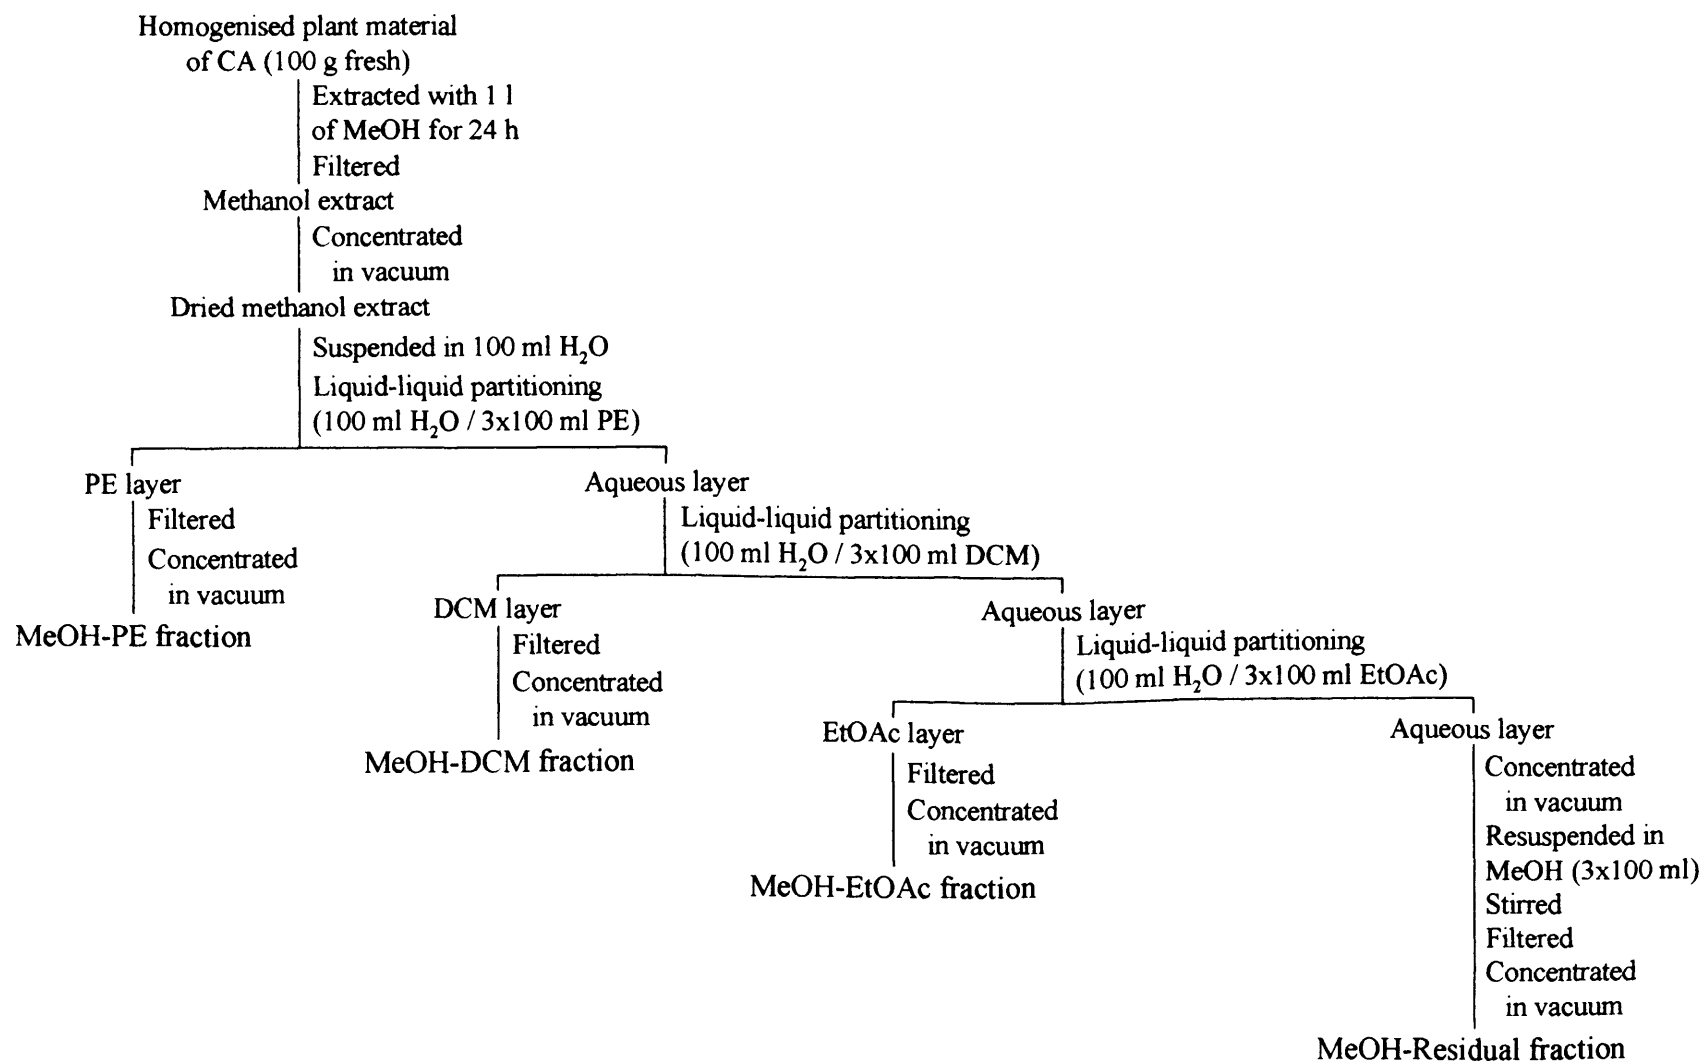 Homogenised plant material
of CA (100 g fresh)
Extracted with 1 l
of MeOH for 24 h
Filtered
Methanol extract
Concentrated
in vacuum
Dried methanol extract
Suspended in 100 ml H₂O
Liquid-liquid partitioning
(100 ml H₂O / 3x100 ml PE)
PE layer
Filtered
Concentrated
in vacuum
MeOH-PE fraction
Aqueous layer
Liquid-liquid partitioning
(100 ml H₂O / 3x100 ml DCM)
DCM layer
Filtered
Concentrated
in vacuum
MeOH-DCM fraction
Aqueous layer
Liquid-liquid partitioning
(100 ml H₂O / 3x100 ml EtOAc)
EtOAc layer
Filtered
Concentrated
in vacuum
MeOH-EtOAc fraction
Aqueous layer
Concentrated
in vacuum
Resuspended in
MeOH (3x100 ml)
Stirred
Filtered
Concentrated
in vacuum
MeOH-Residual fraction